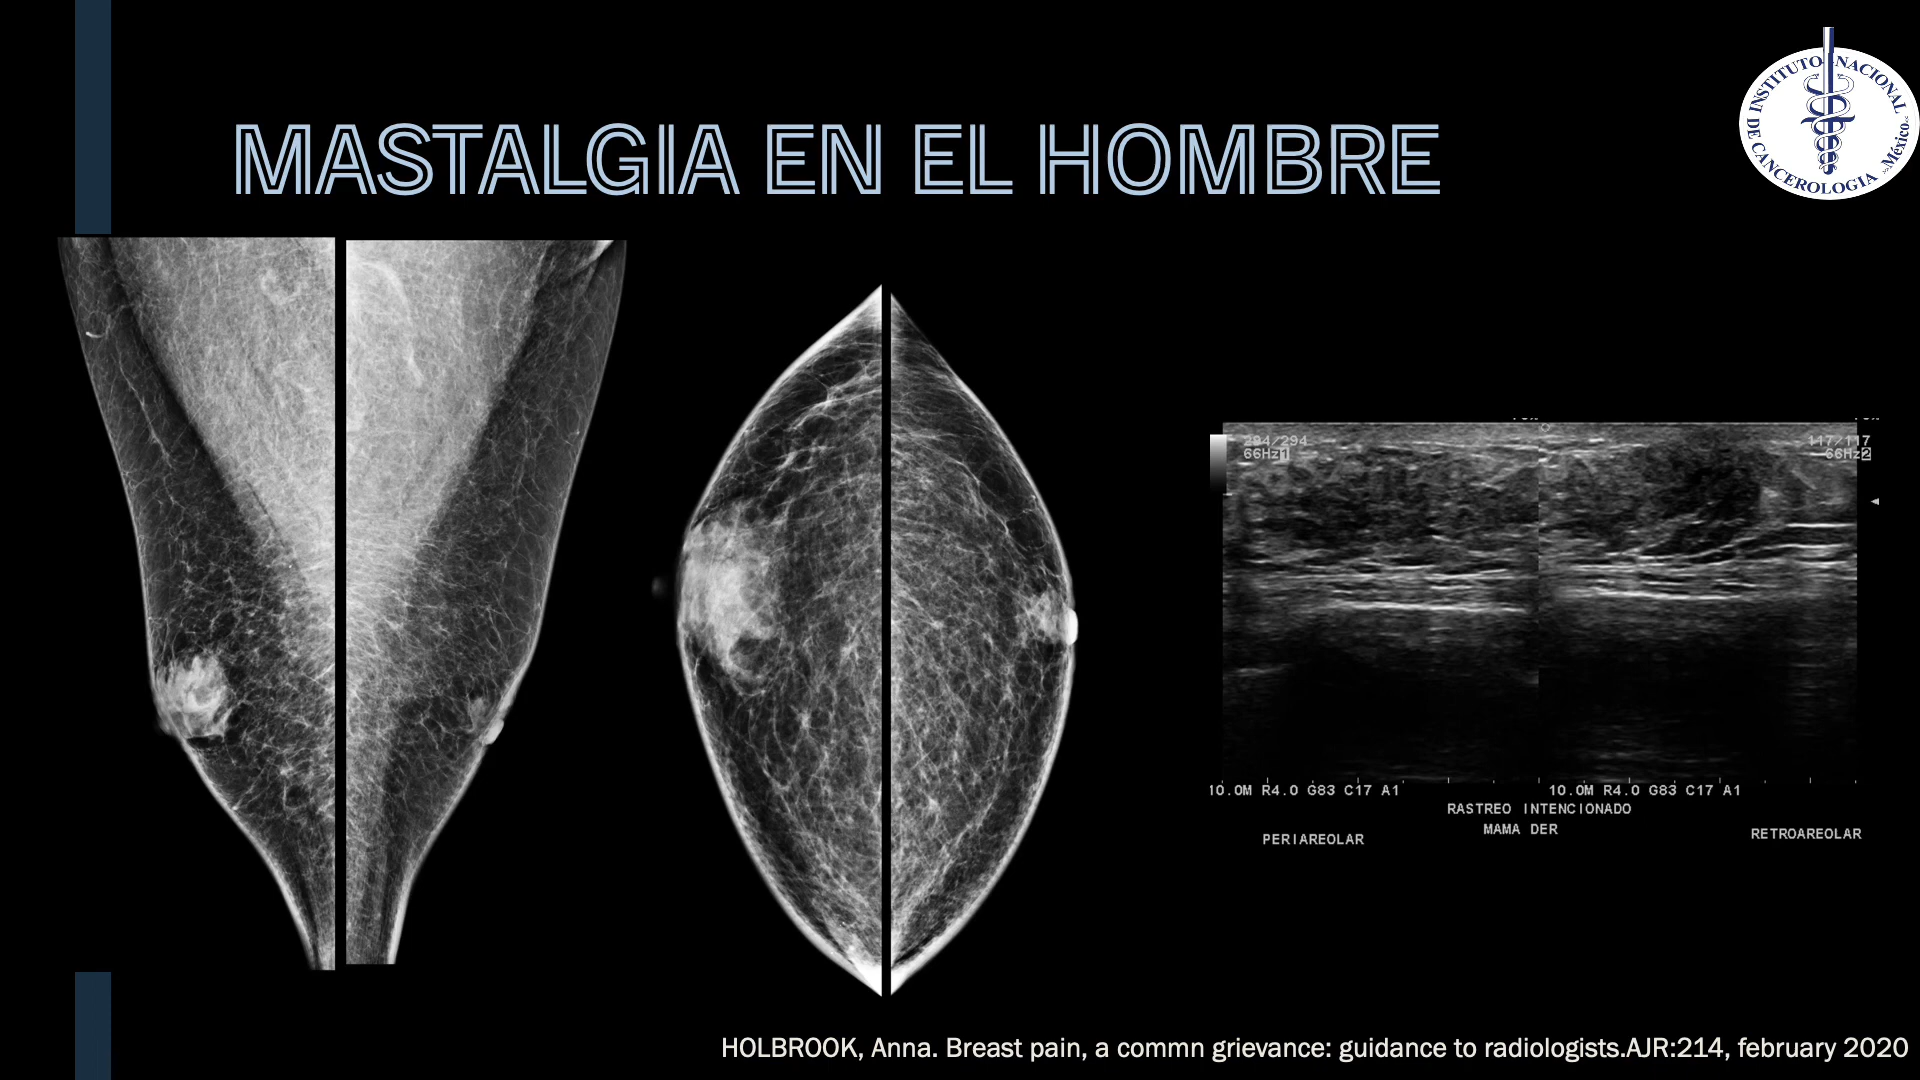 INSTITUTO NACIONAL
DE CANCEROLOGIA
México
MASTALGIA EN EL HOMBRE
294/294
66Hz 1
117/117
66Hz 2
10.0M R4.0 G83 C17 A1
10.0M R4.0 G83 C17 A1
RASTREO INTENCIONADO
MAMA DER
PERIAREOLAR
RETROAREOLAR
HOLBROOK, Anna. Breast pain, a commn grievance: guidance to radiologists.AJR:214, february 2020